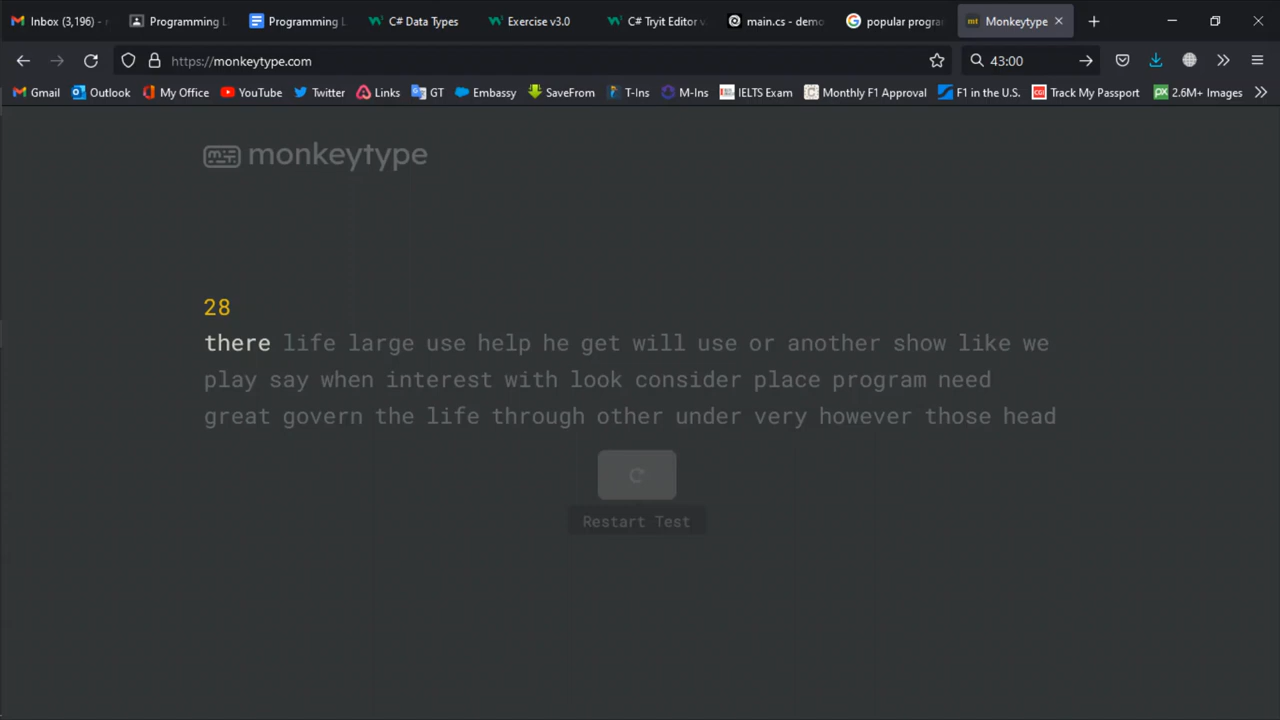 Inbox (3,196) -
Programming L
Programming L
C# Data Types
Exercise v3.0
C# Tryit Editor v
main.cs - demo
popular progra
Monkeytype
https://monkeytype.com
43:00
Gmail
Outlook
My Office
YouTube
Twitter
Links
GT
Embassy
SaveFrom
T-Ins
M-Ins
IELTS Exam
Monthly F1 Approval
F1 in the U.S.
Track My Passport
2.6M+ Images
monkeytype
28
there life large use help he get will use or another show like we
play say when interest with look consider place program need
great govern the life through other under very however those head
Restart Test